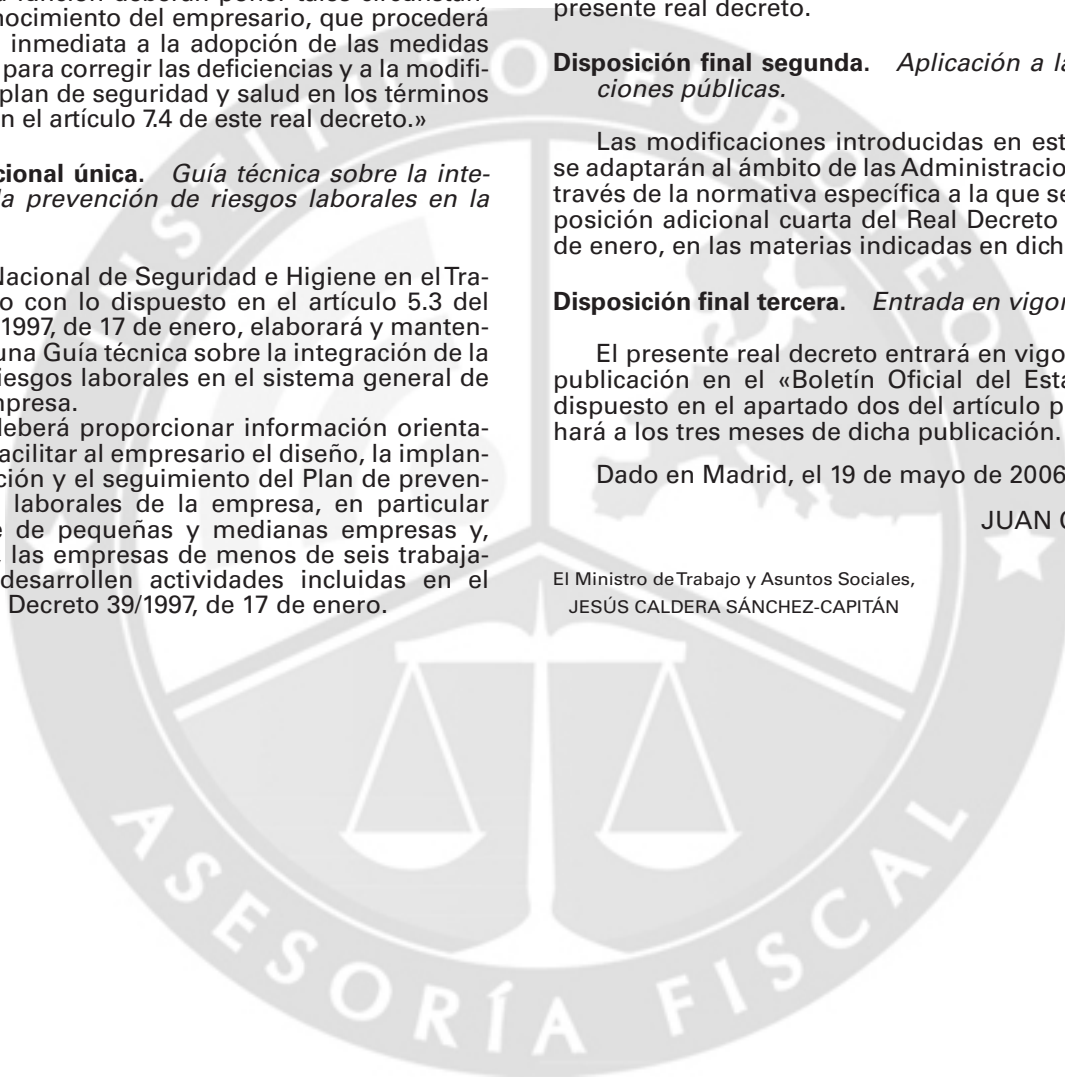 función deberán poner tales circunstan-
nocimiento del empresario, que procederá
inmediata a la adopción de las medidas
para corregir las deficiencias y a la modifi-
plan de seguridad y salud en los términos
n el artículo 7.4 de este real decreto.»
cional única. Guía técnica sobre la inte-
la prevención de riesgos laborales en la
Nacional de Seguridad e Higiene en el Tra-
o con lo dispuesto en el artículo 5.3 del
1997, de 17 de enero, elaborará y manten-
una Guía técnica sobre la integración de la
riesgos laborales en el sistema general de
mpresa.
deberá proporcionar información orienta-
acilitar al empresario el diseño, la implan-
ción y el seguimiento del Plan de preven-
laborales de la empresa, en particular
e de pequeñas y medianas empresas y,
las empresas de menos de seis trabaja-
desarrollen actividades incluidas en el
Decreto 39/1997, de 17 de enero.
presente real decreto.
Disposición final segunda. Aplicación a la
ciones públicas.
Las modificaciones introducidas en est
se adaptarán al ámbito de las Administracio
través de la normativa específica a la que se
posición adicional cuarta del Real Decreto
de enero, en las materias indicadas en dich
Disposición final tercera. Entrada en vigor
El presente real decreto entrará en vigo
publicación en el «Boletín Oficial del Esta
dispuesto en el apartado dos del artículo p
hará a los tres meses de dicha publicación.
Dado en Madrid, el 19 de mayo de 2006
JUAN C
El Ministro de Trabajo y Asuntos Sociales,
JESÚS CALDERA SÁNCHEZ-CAPITÁN
INSTITUTO EUROPEO
ASESORÍA FISCAL